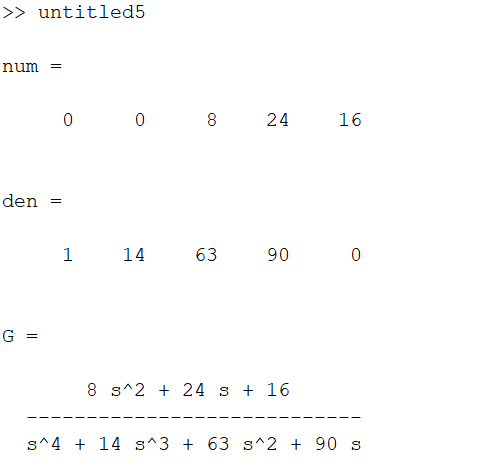 >> untitled5
num =
0 0 8 24 16
den =
1 14 63 90 0
G =
8 s^2 + 24 s + 16
----------------------------
s^4 + 14 s^3 + 63 s^2 + 90 s